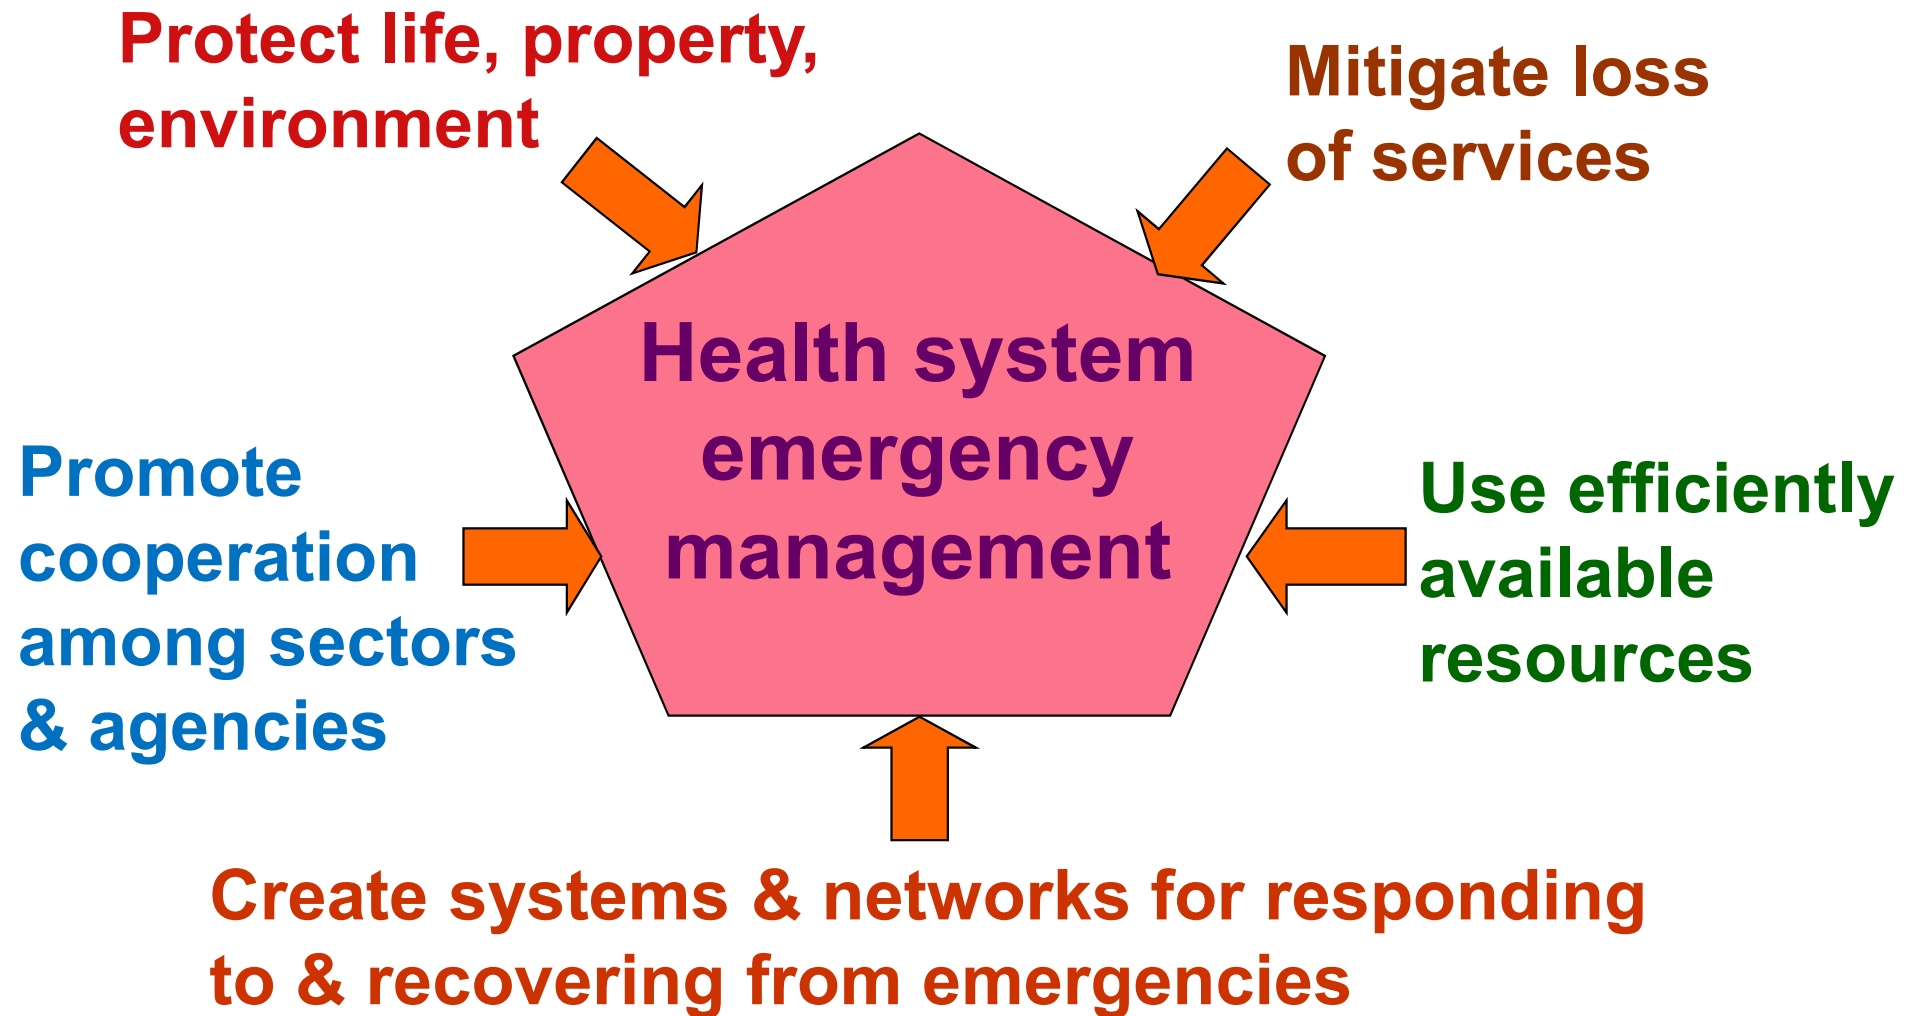 Protect life, property,
environment
Mitigate loss
of services
Health system
emergency
management
Promote
cooperation
among sectors
& agencies
Use efficiently
available
resources
Create systems & networks for responding
to & recovering from emergencies